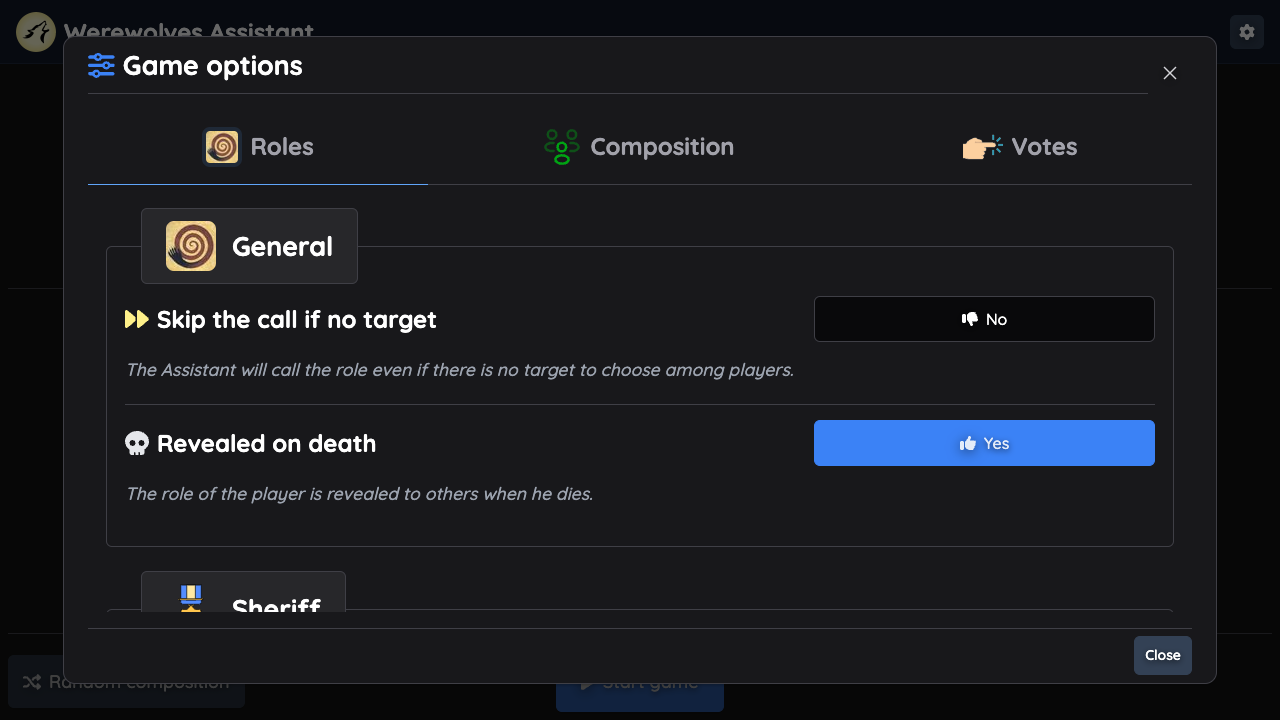 Werewolves Assistant
Game options
Roles
Composition
Votes
General
Skip the call if no target
No
The Assistant will call the role even if there is no target to choose among players.
Revealed on death
Yes
The role of the player is revealed to others when he dies.
Sheriff
Close
Random composition
Start game